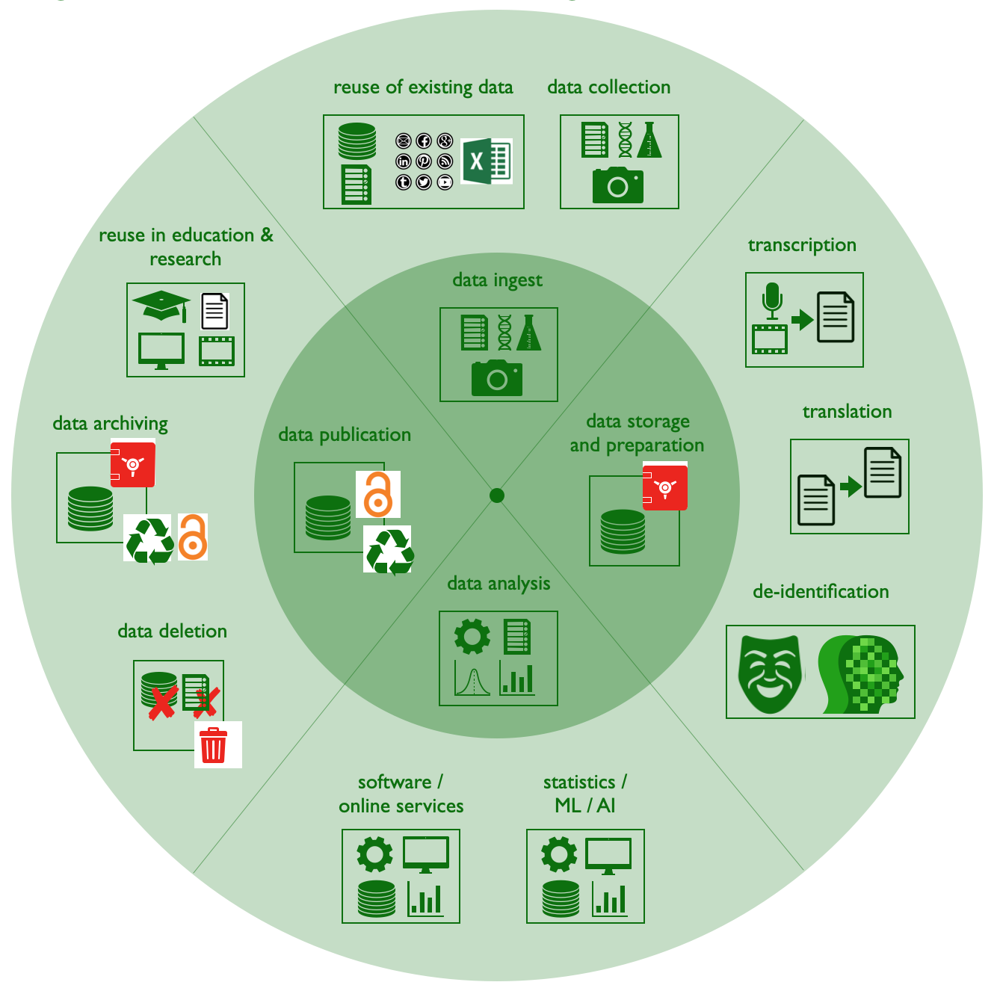 reuse of existing data
data collection
X
reuse in education &
research
data ingest
transcription
data archiving
data publication
data storage
and preparation
translation
data analysis
de-identification
data deletion
software /
online services
statistics /
ML / AI